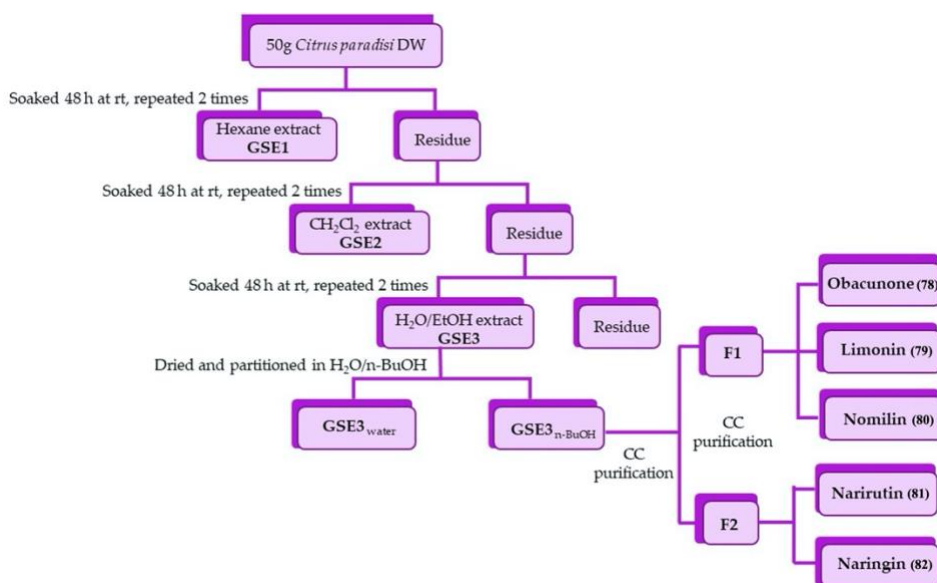 50g Citrus paradisi DW
Soaked 48 h at rt, repeated 2 times
Hexane extract
GSE1
Residue
Soaked 48 h at rt, repeated 2 times
CH₂Cl₂ extract
GSE2
Residue
Soaked 48 h at rt, repeated 2 times
H₂O/EtOH extract
GSE3
Residue
Dried and partitioned in H₂O/n-BuOH
GSE3 water
GSE3 n-BuOH
CC
purification
F1
CC
purification
F2
Obacunone (78)
Limonin (79)
Nomilin (80)
Narirutin (81)
Naringin (82)